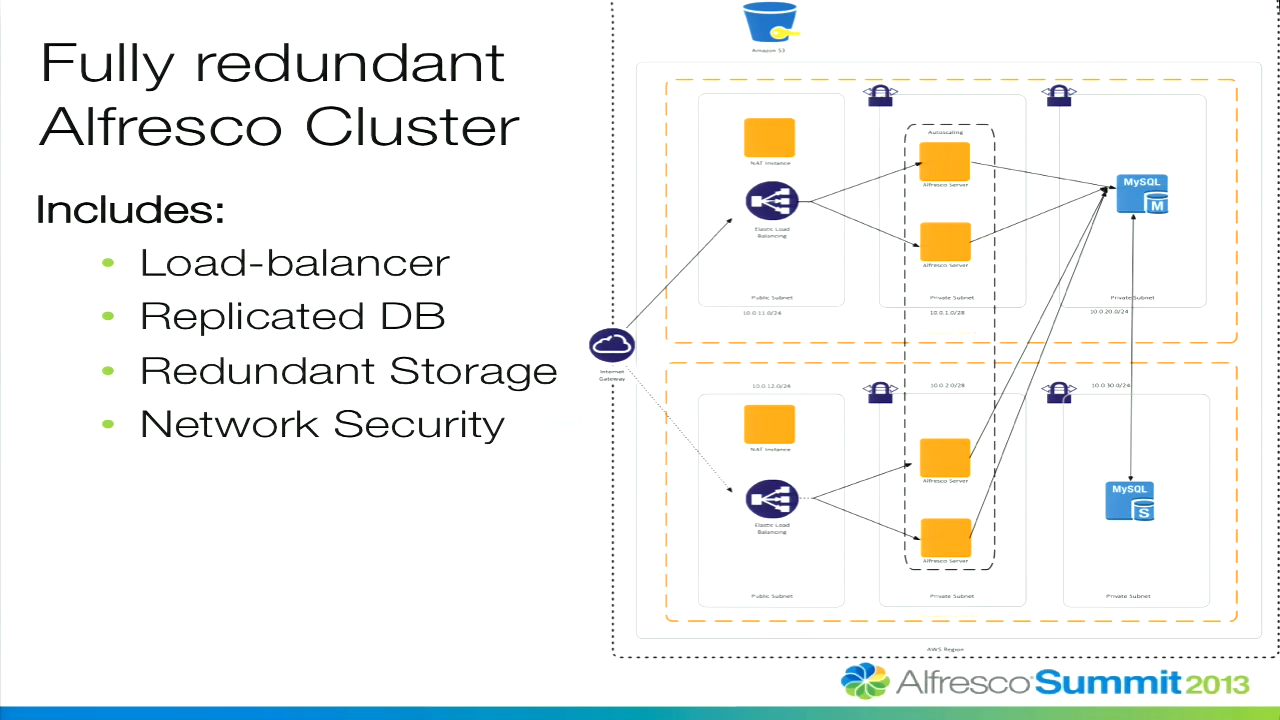 Fully redundant
Alfresco Cluster
Includes:
• Load-balancer
• Replicated DB
• Redundant Storage
• Network Security
Amazon S3
Autoscaling
NAT Instance
Alfresco Server
MySQL
M
Elastic Load
Balancing
Alfresco Server
Public Subnet
Private Subnet
Private Subnet
10.0.11.0/24
10.0.1.0/28
10.0.20.0/24
Internet
Gateway
10.0.12.0/24
10.0.2.0/28
10.0.30.0/24
NAT Instance
Alfresco Server
MySQL
S
Elastic Load
Balancing
Alfresco Server
Public Subnet
Private Subnet
Private Subnet
AWS Region
Alfresco Summit 2013